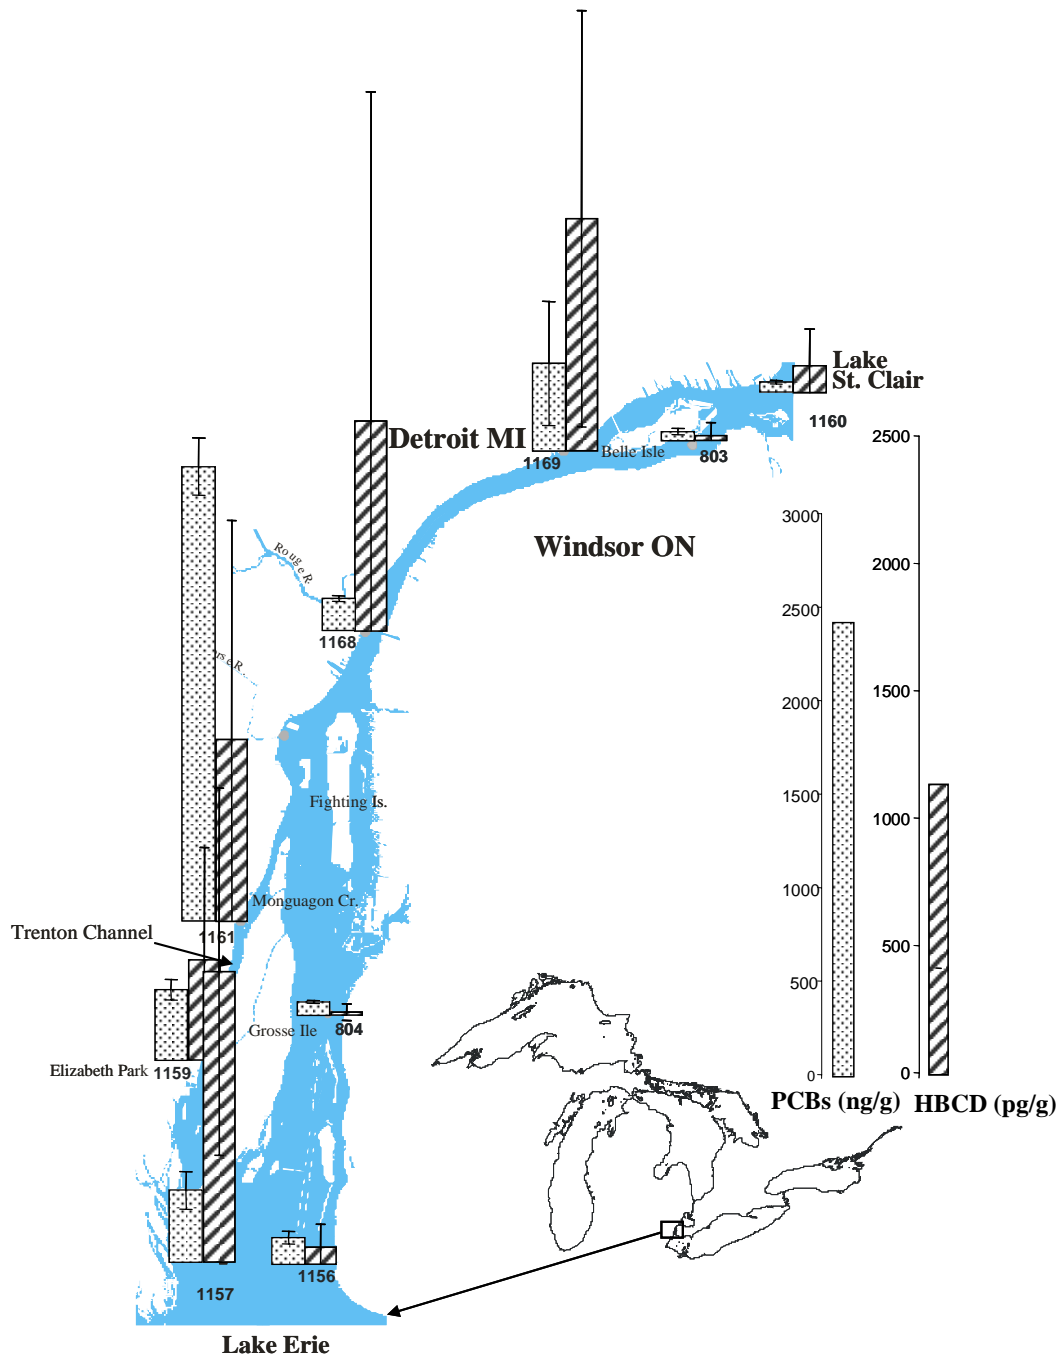 Lake
St. Clair
1160
Detroit MI
1169
Belle Isle
803
2500
Windsor ON
3000
2000
2500
Rouge R.
1168
rs e R.
1500
2000
Fighting Is.
1500
1000
Monguagon Cr.
1000
Trenton Channel
1161
500
500
Grosse Ile
804
Elizabeth Park
1159
0
0
PCBs (ng/g)
HBCD (pg/g)
1156
1157
Lake Erie